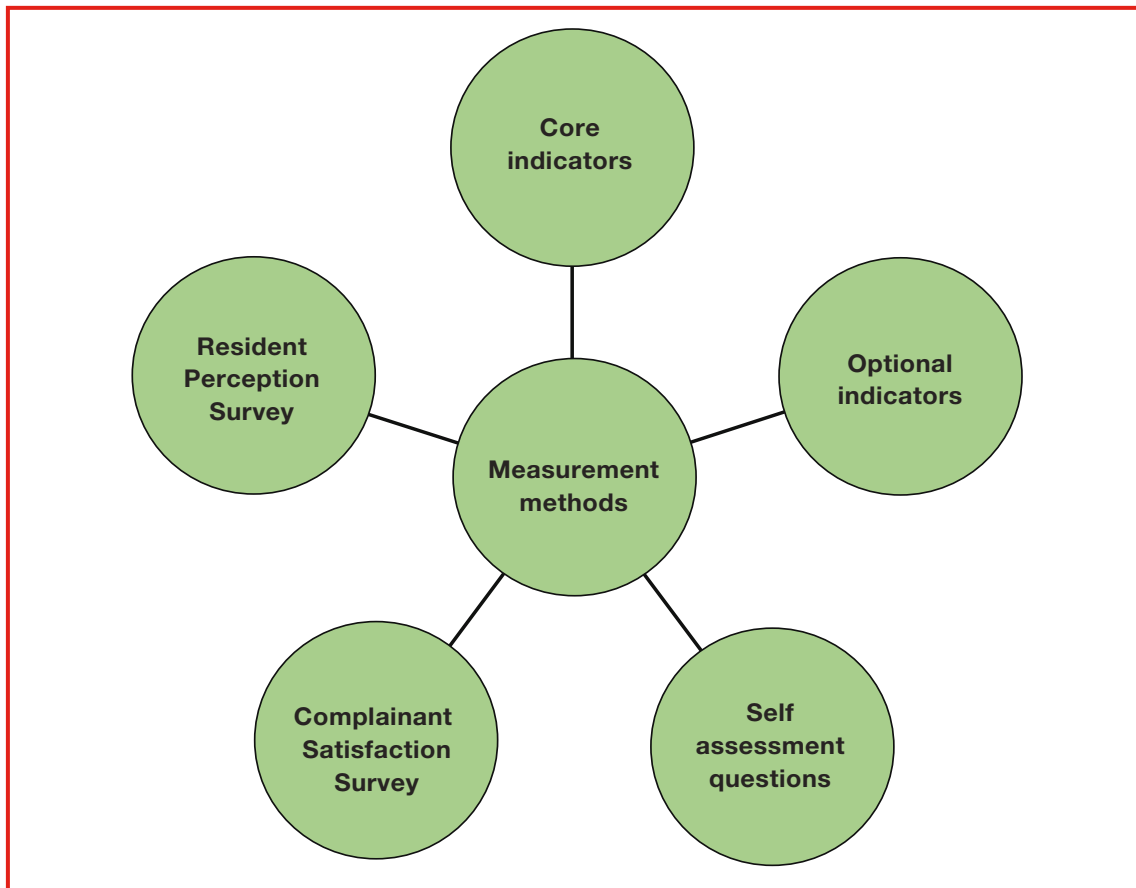 Core
indicators
Resident
Perception
Survey
Optional
indicators
Measurement
methods
Complainant
Satisfaction
Survey
Self
assessment
questions